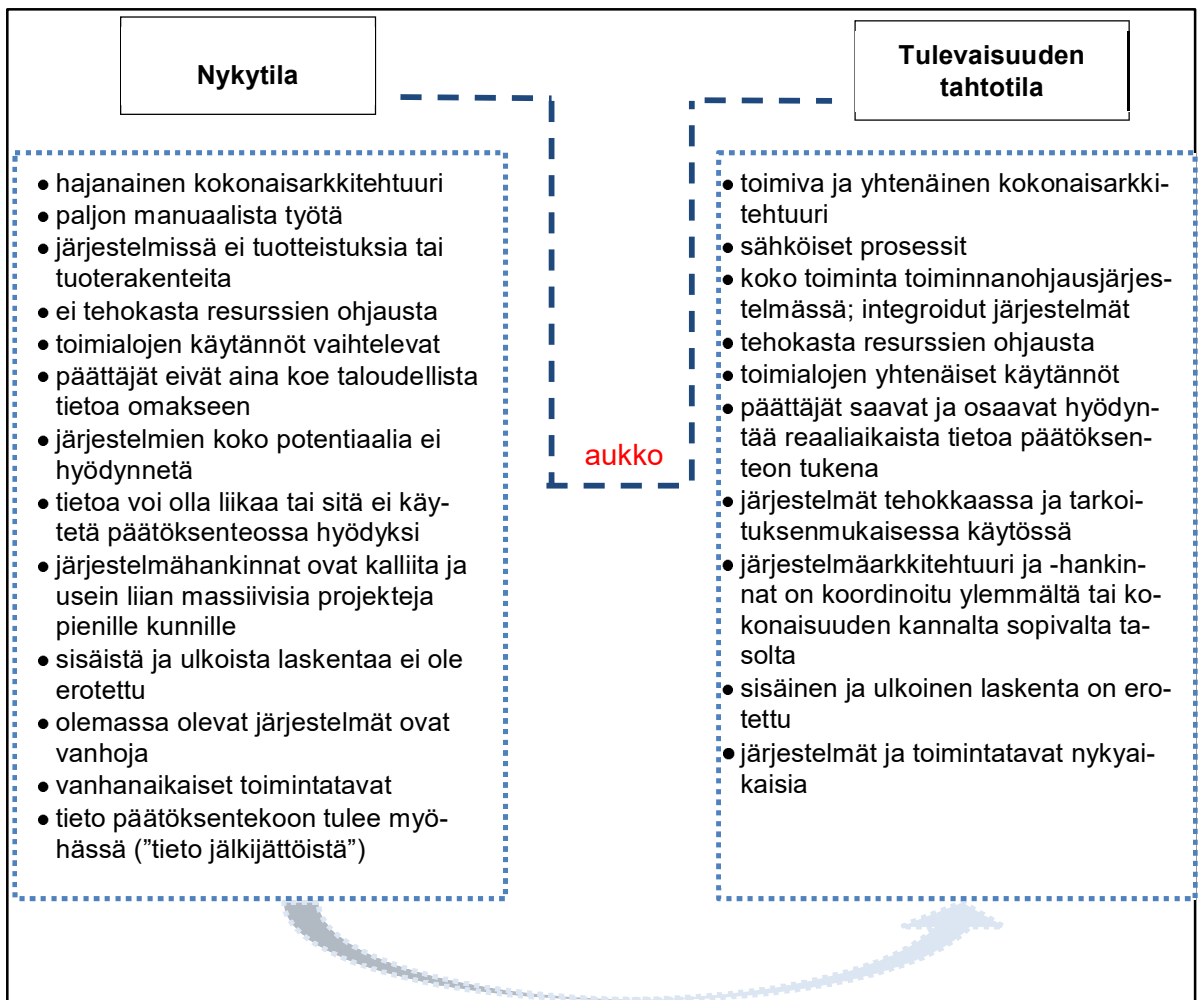 Nykytila
Tulevaisuuden
tahtotila
• hajanainen kokonaisarkkitehtuuri
• paljon manuaalista työtä
• järjestelmissä ei tuotteistuksia tai
tuoterakenteita
• ei tehokasta resurssien ohjausta
• toimialojen käytännöt vaihtelevat
• päättäjät eivät aina koe taloudellista
tietoa omakseen
• järjestelmien koko potentiaalia ei
hyödynnetä
• tietoa voi olla liikaa tai sitä ei käy-
tetä päätöksenteossa hyödyksi
• järjestelmähankinnat ovat kalliita ja
usein liian massiivisia projekteja
pienille kunnille
• sisäistä ja ulkoista laskentaa ei ole
erotettu
• olemassa olevat järjestelmät ovat
vanhoja
• vanhanaikaiset toimintatavat
• tieto päätöksentekoon tulee myö-
hässä (”tieto jälkijättöistä”)
aukko
• toimiva ja yhtenäinen kokonaisarkki-
tehtuuri
• sähköiset prosessit
• koko toiminta toiminnanohjausjärjes-
telmässä; integroidut järjestelmät
• tehokasta resurssien ohjausta
• toimialojen yhtenäiset käytännöt
• päättäjät saavat ja osaavat hyödyn-
tää reaaliaikaista tietoa päätöksen-
teon tukena
• järjestelmät tehokkaassa ja tarkoi-
tuksenmukaisessa käytössä
• järjestelmäarkkitehtuuri ja -hankin-
nat on koordinoitu ylemmältä tai ko-
konaisuuden kannalta sopivalta ta-
solta
• sisäinen ja ulkoinen laskenta on ero-
tettu
• järjestelmät ja toimintatavat nykyai-
kaisia